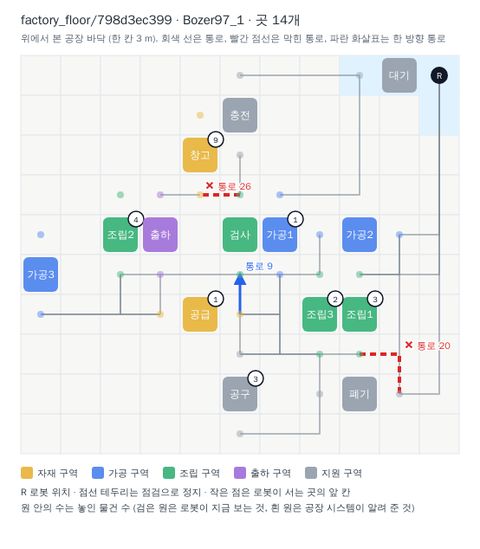 factory_floor/798d3ec399 · Bozer97_1 · 곳 14개
위에서 본 공장 바닥 (한 칸 3 m). 회색 선은 통로, 빨간 점선은 막힌 통로, 파란 화살표는 한 방향 통로
대기
R
충전
9
창고
× 통로 26
4
1
조립2
출하
검사
가공1
가공2
가공3
통로 9
1
2
3
공급
조립3
조립1
× 통로 20
3
공구
폐기
자재 구역
가공 구역
조립 구역
출하 구역
지원 구역
R 로봇 위치 · 점선 테두리는 점검으로 정지 · 작은 점은 로봇이 서는 곳의 앞 칸
원 안의 수는 놓인 물건 수 (검은 원은 로봇이 지금 보는 것, 흰 원은 공장 시스템이 알려 준 것)